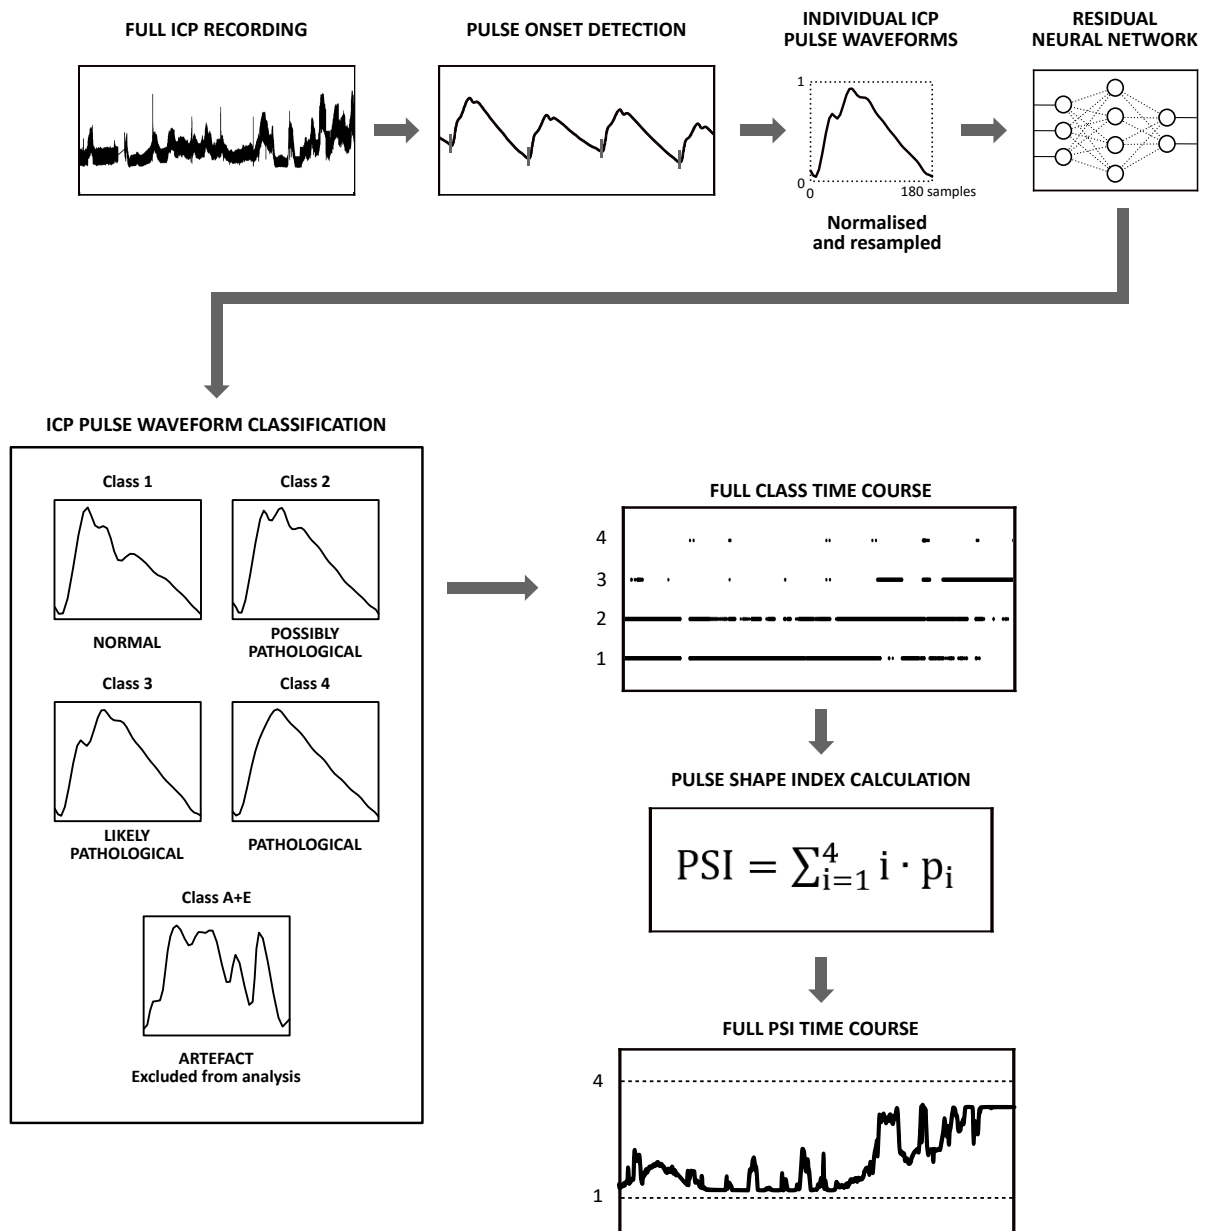 FULL ICP RECORDING
PULSE ONSET DETECTION
INDIVIDUAL ICP
PULSE WAVEFORMS
1
0
0
180 samples
Normalised
and resampled
RESIDUAL
NEURAL NETWORK
ICP PULSE WAVEFORM CLASSIFICATION
Class 1
NORMAL
Class 2
POSSIBLY
PATHOLOGICAL
Class 3
LIKELY
PATHOLOGICAL
Class 4
PATHOLOGICAL
Class A+E
ARTEFACT
Excluded from analysis
FULL CLASS TIME COURSE
4
3
2
1
PULSE SHAPE INDEX CALCULATION
PSI = ∑⁴ᵢ₌₁ i · pᵢ
FULL PSI TIME COURSE
4
1